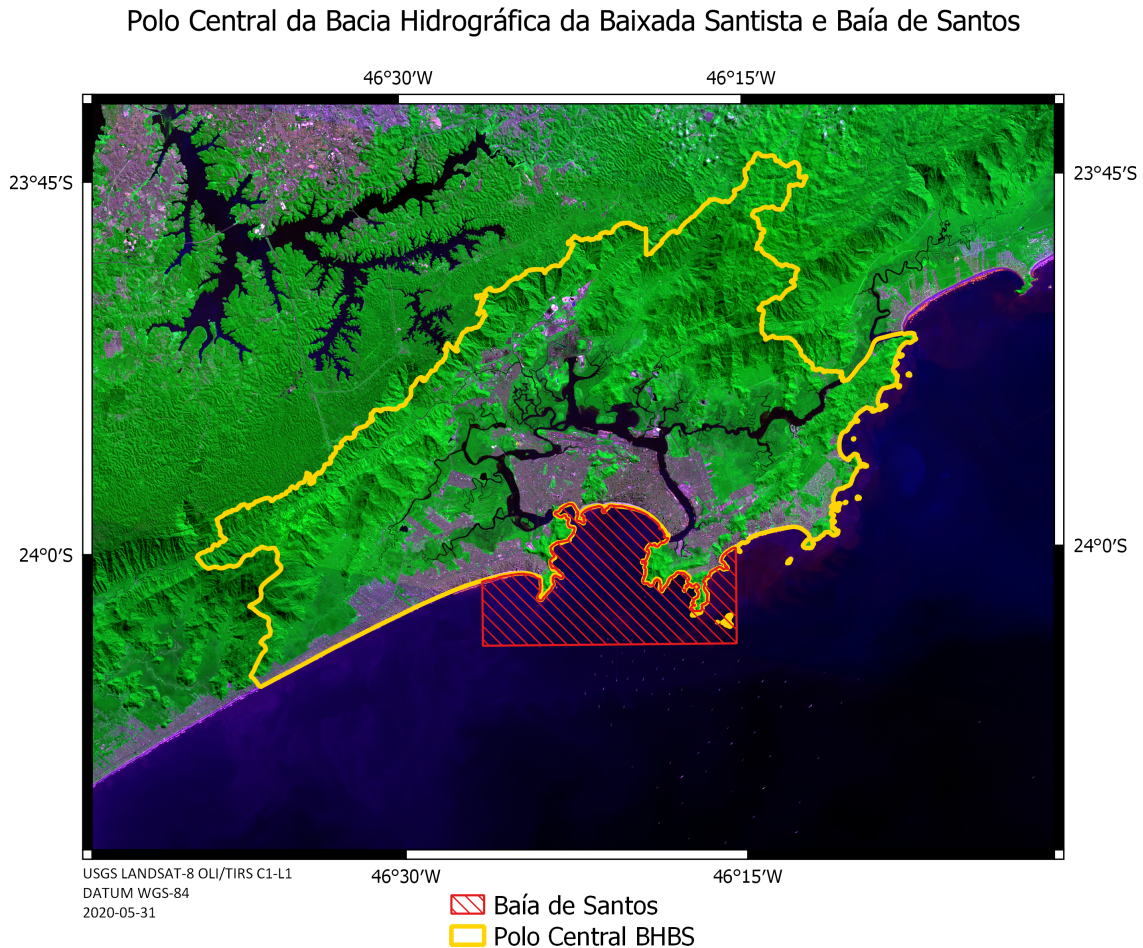 Polo Central da Bacia Hidrográfica da Baixada Santista e Baía de Santos
46°30′W 46°15′W
23°45′S 23°45′S
24°0′S 24°0′S
46°30′W 46°15′W
USGS LANDSAT-8 OLI/TIRS C1-L1
DATUM WGS-84
2020-05-31
Baía de Santos
Polo Central BHBS